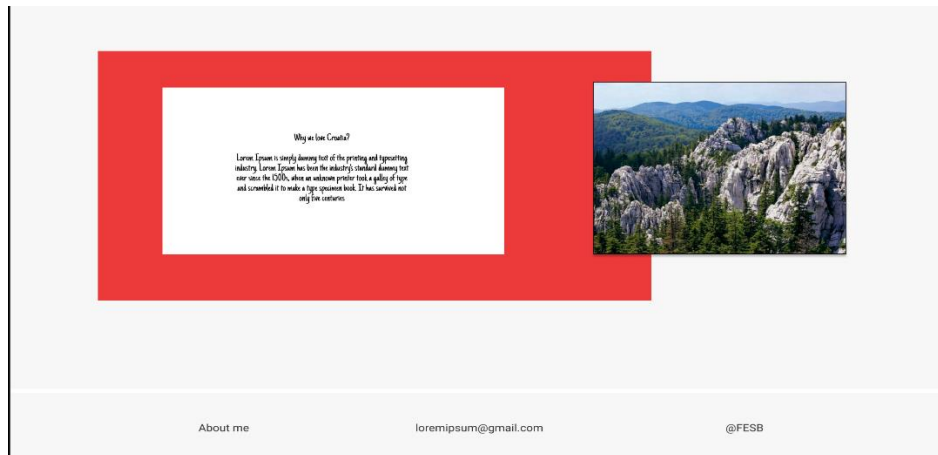 Why we love Croatia?
Lorem Ipsum is simply dummy text of the printing and typesetting
industry. Lorem Ipsum has been the industry's standard dummy text
ever since the 1500s, when an unknown printer took a galley of type
and scrambled it to make a type specimen book. It has survived not
only five centuries
About me
loremipsum@gmail.com
@FESB